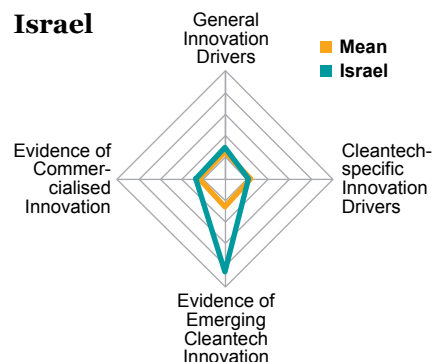 Israel
General
Innovation
Drivers
Mean
Israel
Evidence of
Commer-
cialised
Innovation
Cleantech-
specific
Innovation
Drivers
Evidence of
Emerging
Cleantech
Innovation